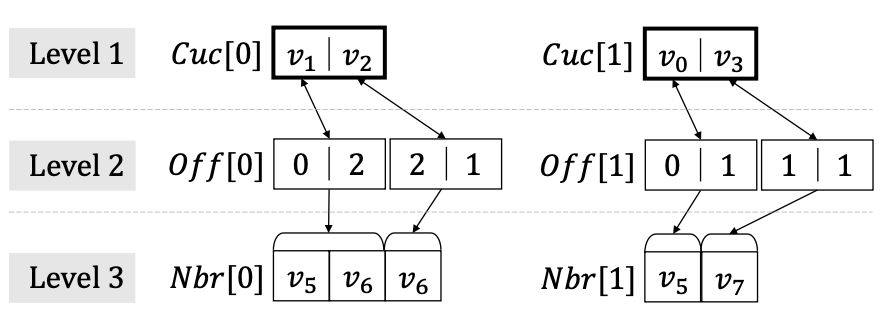 Level 1 Cuc[0] v₁ | v₂ Cuc[1] v₀ | v₃
Level 2 Off[0] 0 | 2 2 | 1 Off[1] 0 | 1 1 | 1
Level 3 Nbr[0] v₅ v₆ v₆ Nbr[1] v₅ v₇